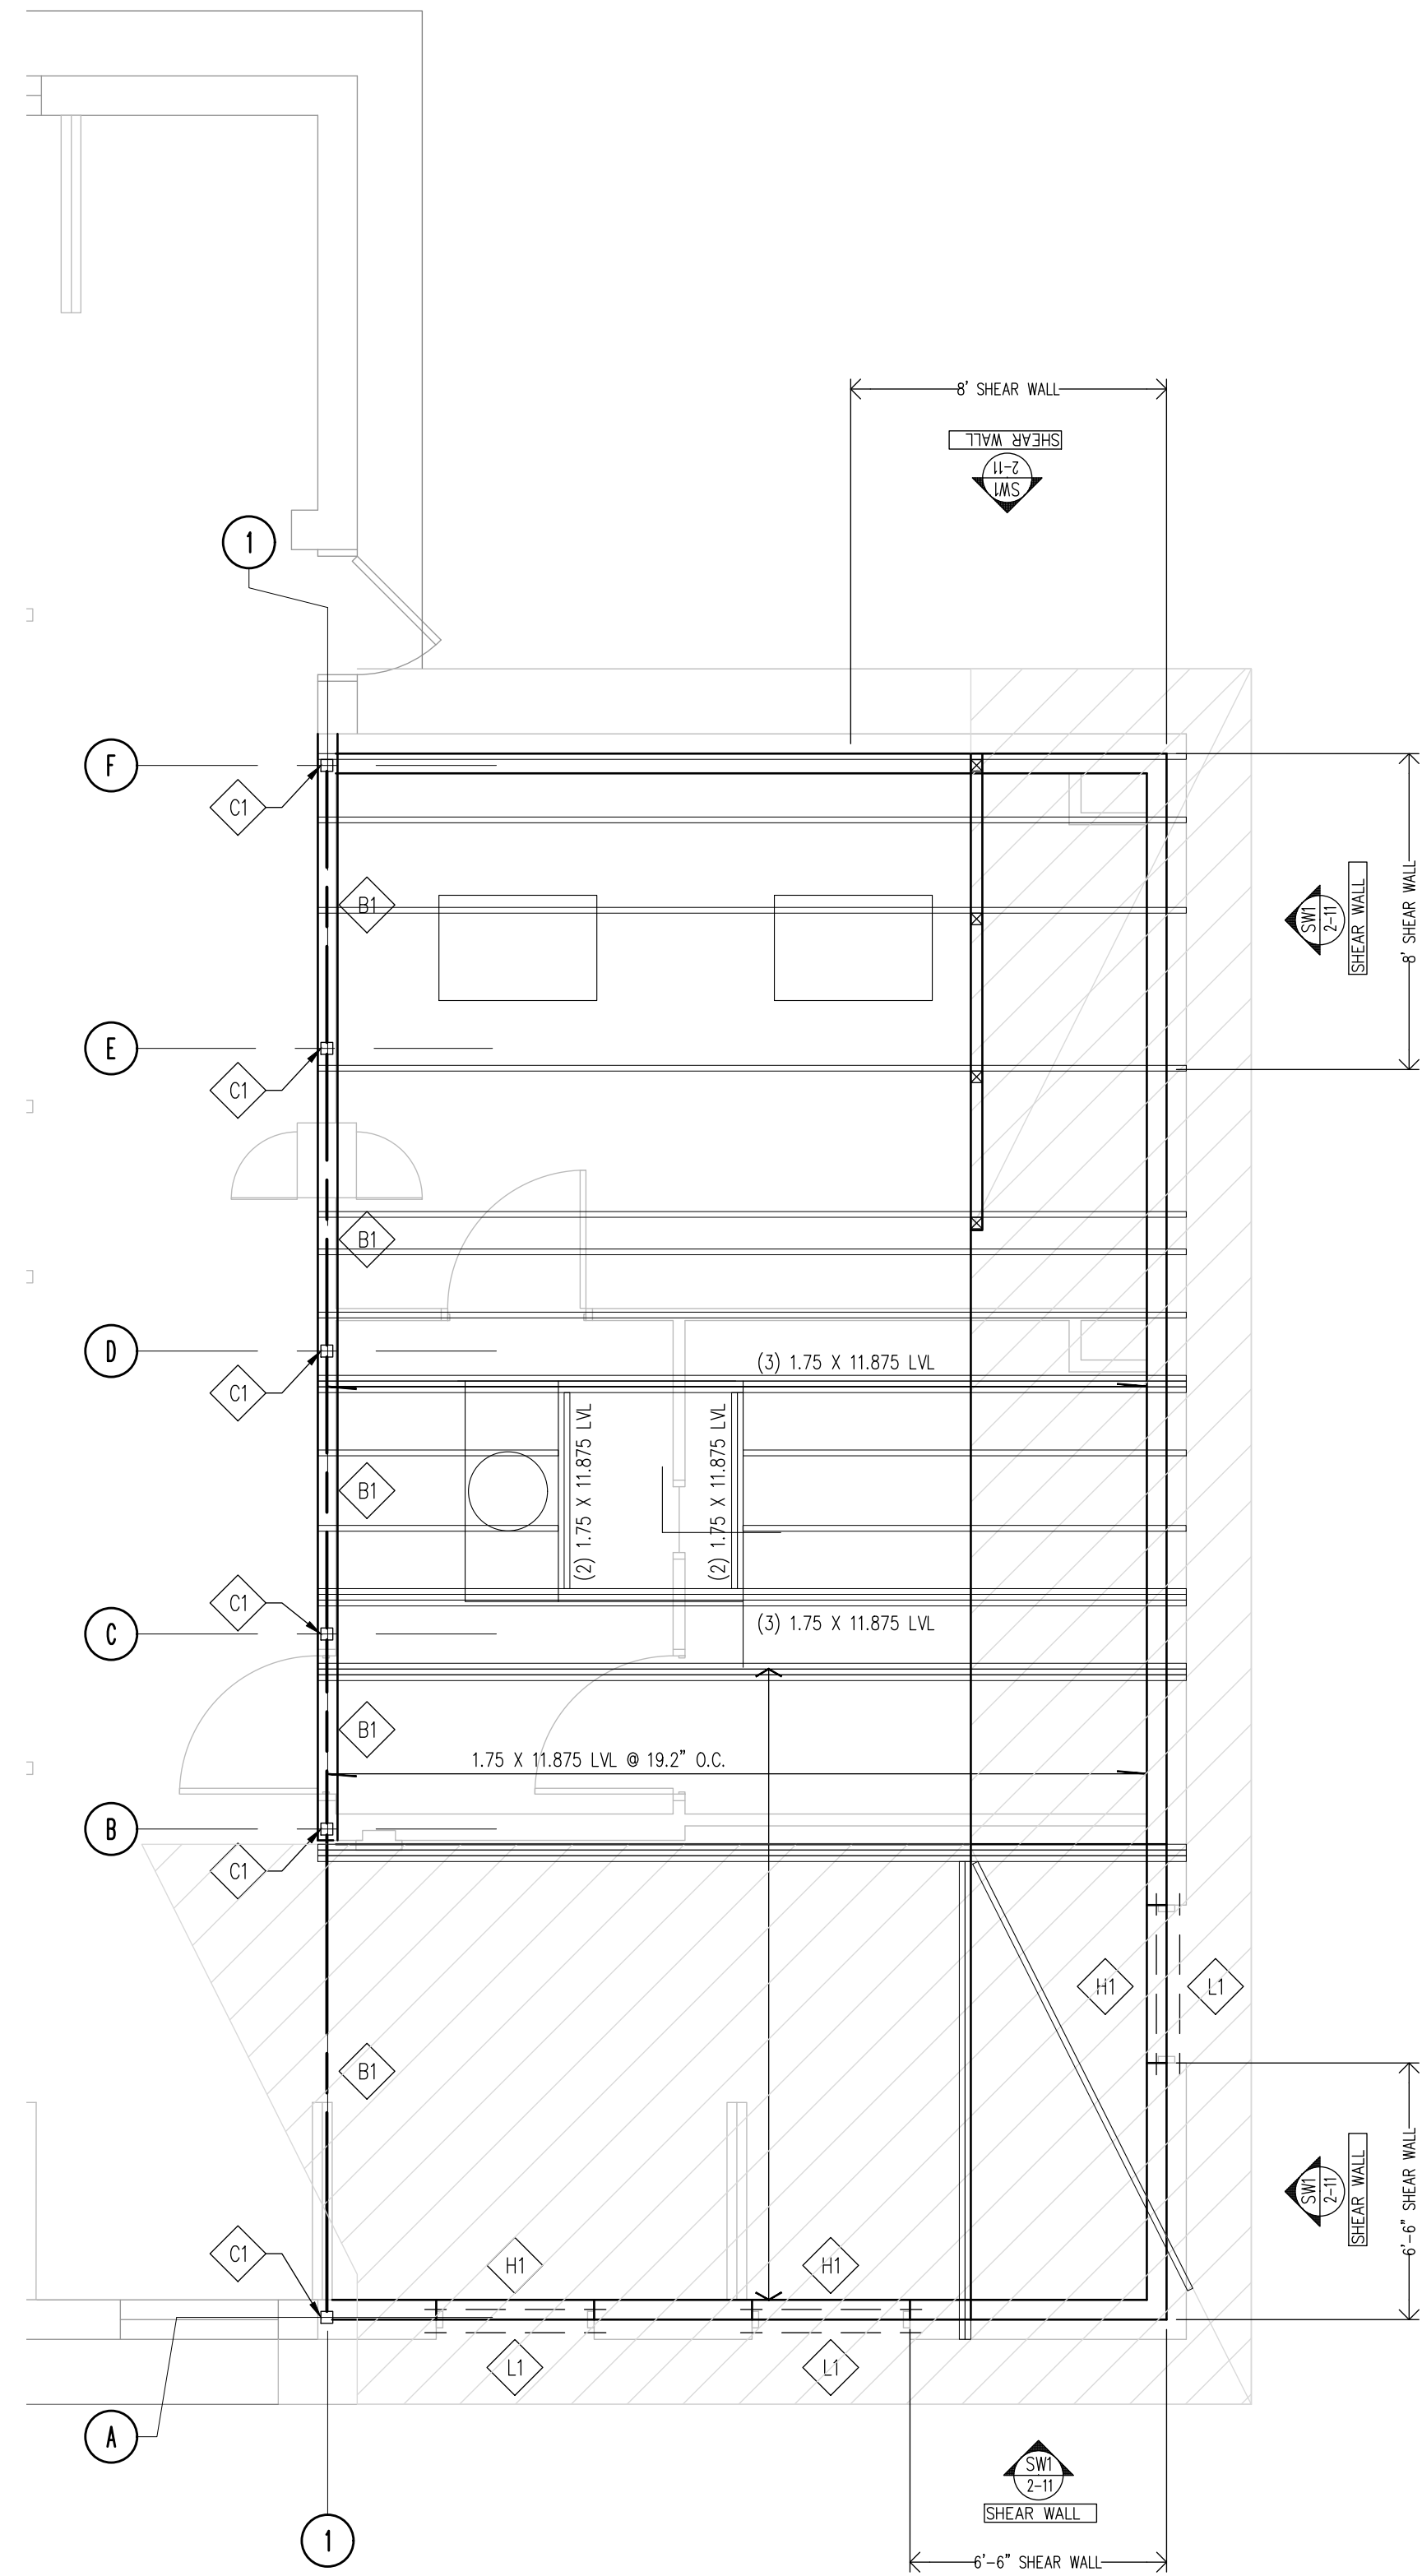 8' SHEAR WALL
SHEAR WALL
SW1
2-11
1
F
C1
B1
8' SHEAR WALL
SHEAR WALL
SW1
2-11
E
C1
B1
D
C1
(3) 1.75 X 11.875 LVL
(2) 1.75 X 11.875 LVL
(2) 1.75 X 11.875 LVL
B1
C1
C
(3) 1.75 X 11.875 LVL
B1
1.75 X 11.875 LVL @ 19.2" O.C.
B
C1
H1
L1
B1
6'-6" SHEAR WALL
SHEAR WALL
SW1
2-11
C1
H1
H1
L1
L1
A
SW1
2-11
SHEAR WALL
1
6'-6" SHEAR WALL